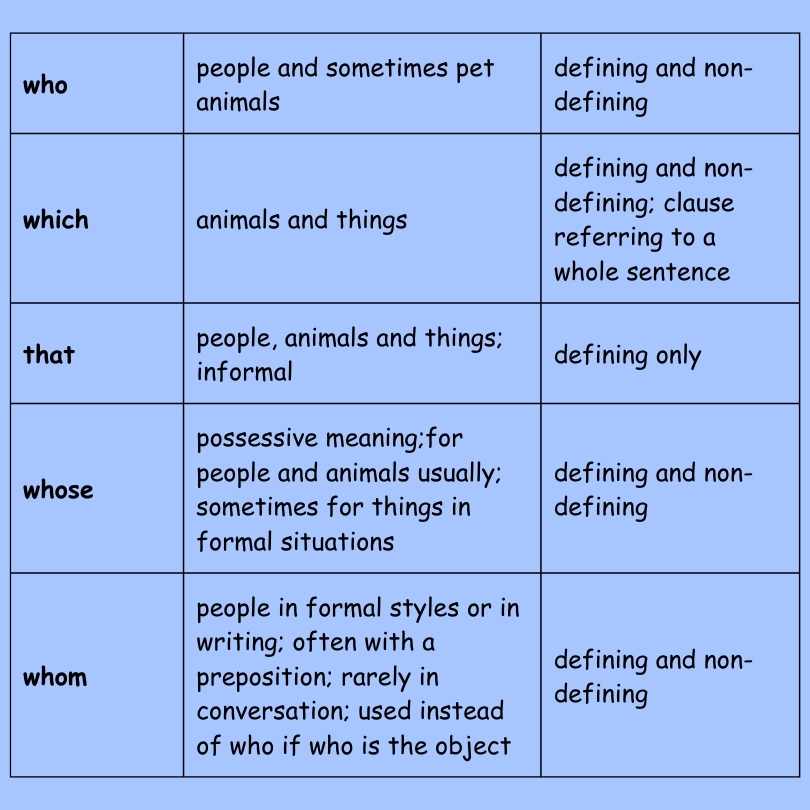 who
people and sometimes pet
animals
defining and non-
defining
which
animals and things
defining and non-
defining; clause
referring to a
whole sentence
that
people, animals and things;
informal
defining only
whose
possessive meaning;for
people and animals usually;
sometimes for things in
formal situations
defining and non-
defining
whom
people in formal styles or in
writing; often with a
preposition; rarely in
conversation; used instead
of who if who is the object
defining and non-
defining